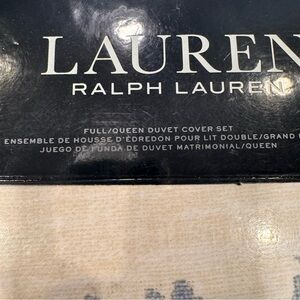 LAUREN
RALPH LAUREN
FULL/QUEEN DUVET COVER SET
ENSEMBLE DE HOUSSE D'ÉDREDON POUR LIT DOUBLE/GRAND
JUEGO DE FUNDA DE DUVET MATRIMONIAL/QUEEN